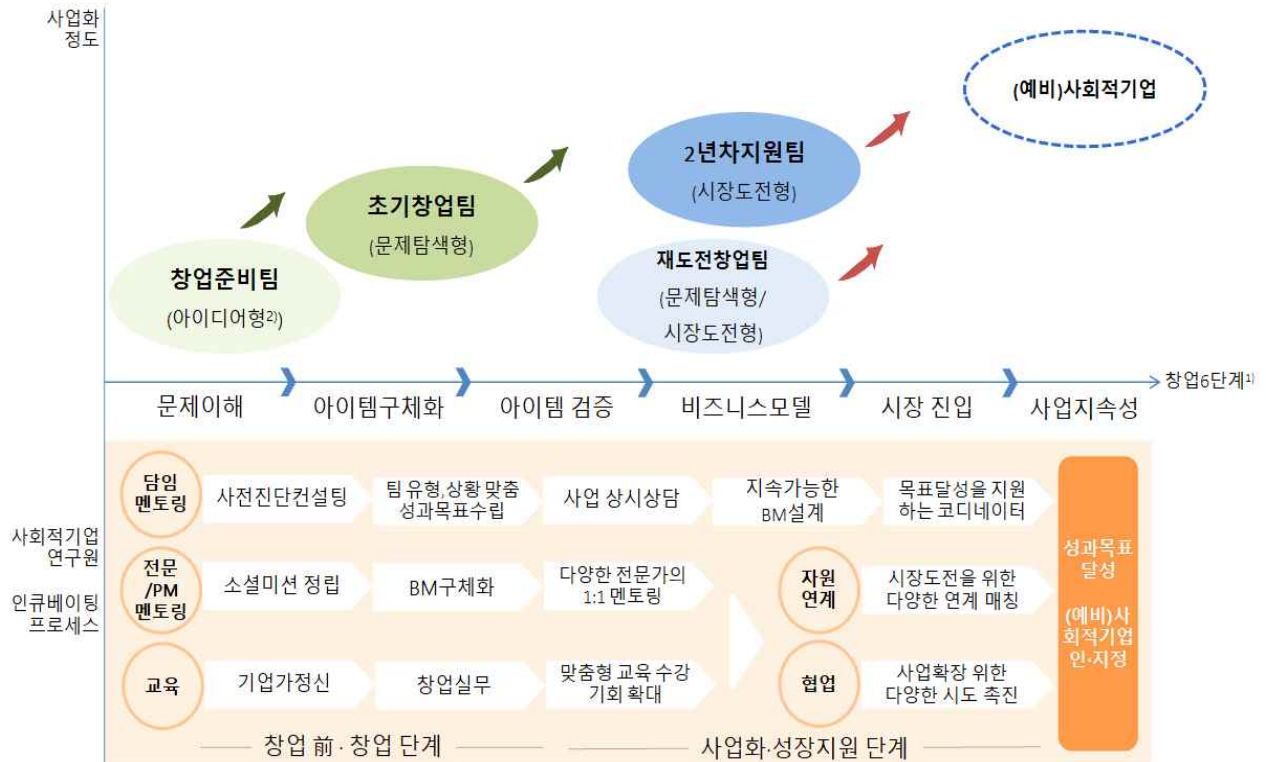 사업화
정도
(예비)사회적기업
2년차지원팀
(시장도전형)
초기창업팀
(문제탐색형)
재도전창업팀
(문제탐색형/
시장도전형)
창업준비팀
(아이디어형2))
창업6단계1)
문제이해
아이템구체화
아이템 검증
비즈니스모델
시장 진입
사업지속성
사회적기업
연구원
인큐베이팅
프로세스
담임
멘토링
사전진단컨설팅
팀 유형,상황 맞춤
성과목표수립
사업 상시상담
지속가능한
BM설계
목표달성을 지원
하는 코디네이터
전문
/PM
멘토링
소셜미션 정립
BM구체화
다양한 전문가의
1:1 멘토링
자원
연계
시장도전을 위한
다양한 연계 매칭
교육
기업가정신
창업실무
맞춤형 교육 수강
기회 확대
협업
사업확장 위한
다양한 시도 촉진
성과목표
달성
(예비)사
회적기업
인·지정
창업 前·창업 단계
사업화·성장지원 단계